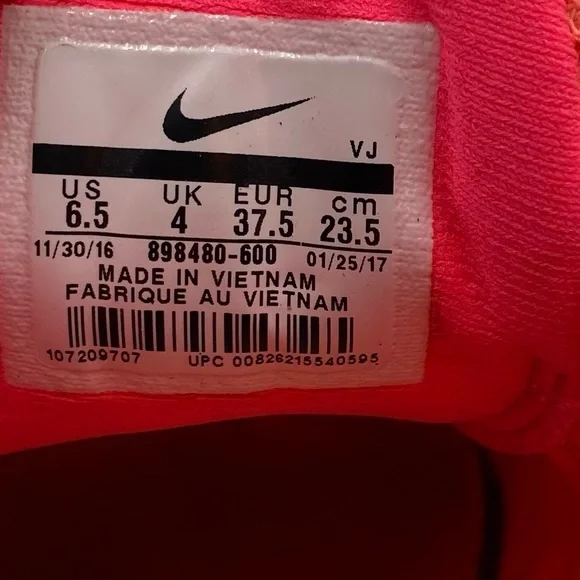 VJ
US UK EUR cm
6.5 4 37.5 23.5
11/30/16 898480-600 01/25/17
MADE IN VIETNAM
FABRIQUE AU VIETNAM
107209707 UPC 00826215540595